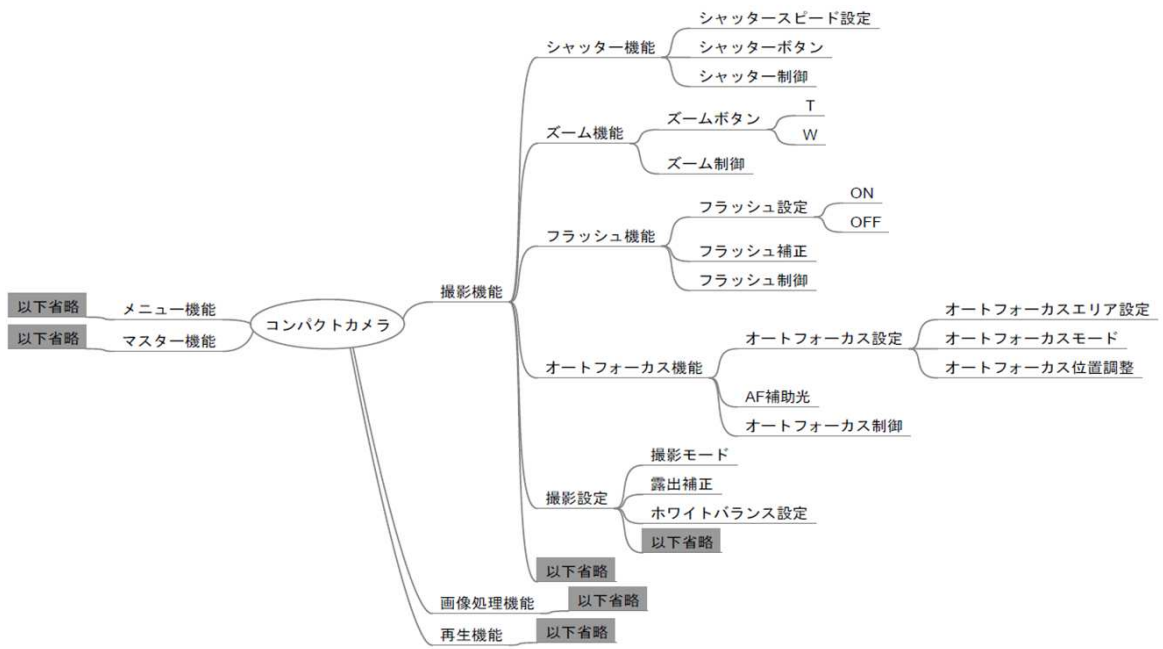 コンパクトカメラ
撮影機能
シャッター機能
シャッタースピード設定
シャッターボタン
シャッター制御
ズーム機能
ズームボタン
T
W
ズーム制御
フラッシュ機能
フラッシュ設定
ON
OFF
フラッシュ補正
フラッシュ制御
オートフォーカス機能
オートフォーカス設定
オートフォーカスエリア設定
オートフォーカスモード
オートフォーカス位置調整
AF補助光
オートフォーカス制御
撮影設定
撮影モード
露出補正
ホワイトバランス設定
以下省略
以下省略
画像処理機能
以下省略
再生機能
以下省略
メニュー機能
以下省略
マスター機能
以下省略